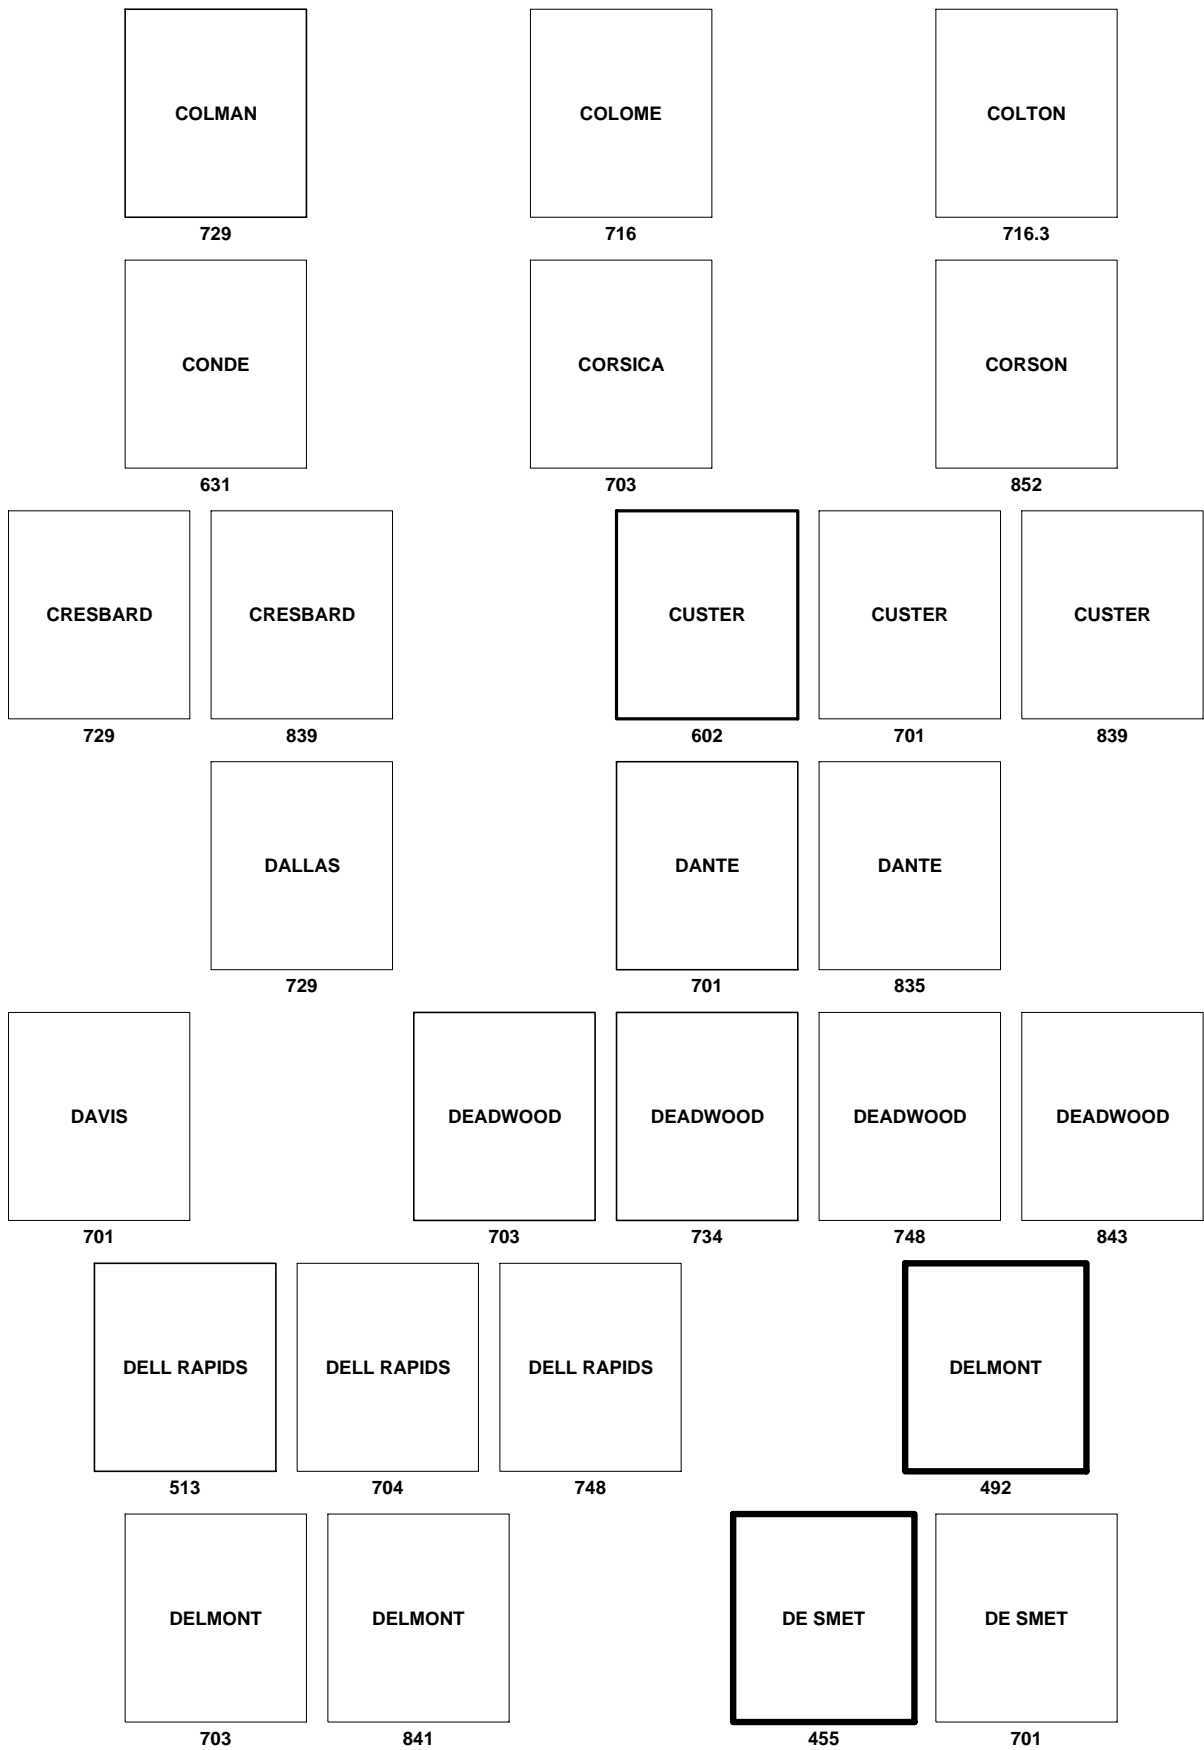 COLMAN COLOME COLTON
729 716 716.3
CONDE CORSICA CORSON
631 703 852
CRESBARD CRESBARD CUSTER CUSTER CUSTER
729 839 602 701 839
DALLAS DANTE DANTE
729 701 835
DAVIS DEADWOOD DEADWOOD DEADWOOD DEADWOOD
701 703 734 748 843
DELL RAPIDS DELL RAPIDS DELL RAPIDS DELMONT
513 704 748 492
DELMONT DELMONT DE SMET DE SMET
703 841 455 701